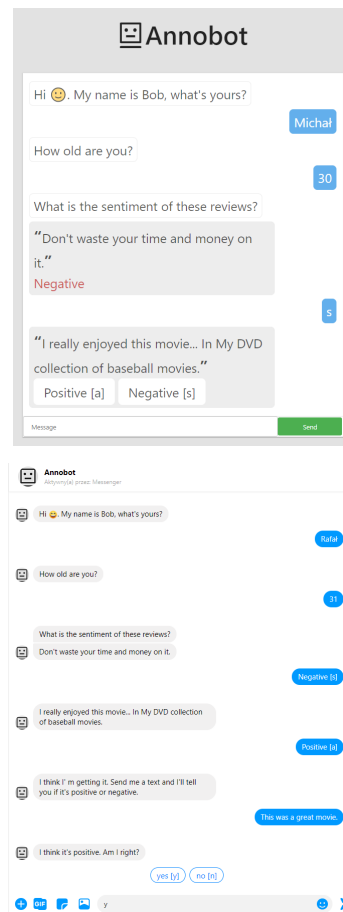 Annobot
Hi 🙂. My name is Bob, what's yours?
Michał
How old are you?
30
What is the sentiment of these reviews?
"Don't waste your time and money on
it."
Negative
s
"I really enjoyed this movie... In My DVD
collection of baseball movies."
Positive [a] Negative [s]
Message Send
Annobot
Aktywny(a) przez: Messenger
Hi 😀. My name is Bob, what's yours?
Rafał
How old are you?
31
What is the sentiment of these reviews?
Don't waste your time and money on it.
Negative [s]
I really enjoyed this movie... In My DVD collection
of baseball movies.
Positive [a]
I think I' m getting it. Send me a text and I'll tell
you if it's positive or negative.
This was a great movie.
I think it's positive. Am I right?
yes [y] no [n]
GIF y